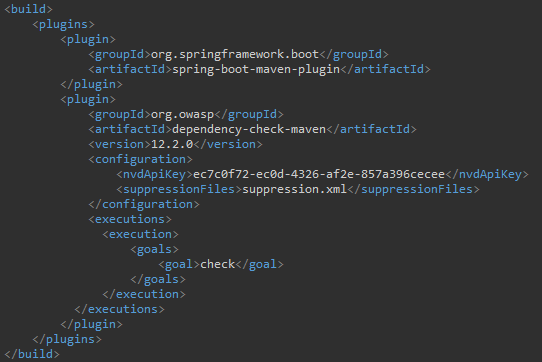 <build>
<plugins>
<plugin>
<groupId>org.springframework.boot</groupId>
<artifactId>spring-boot-maven-plugin</artifactId>
</plugin>
<plugin>
<groupId>org.owasp</groupId>
<artifactId>dependency-check-maven</artifactId>
<version>12.2.0</version>
<configuration>
<nvdApiKey>ec7c0f72-ec0d-4326-af2e-857a396cecee</nvdApiKey>
<suppressionFiles>suppression.xml</suppressionFiles>
</configuration>
<executions>
<execution>
<goals>
<goal>check</goal>
</goals>
</execution>
</executions>
</plugin>
</plugins>
</build>